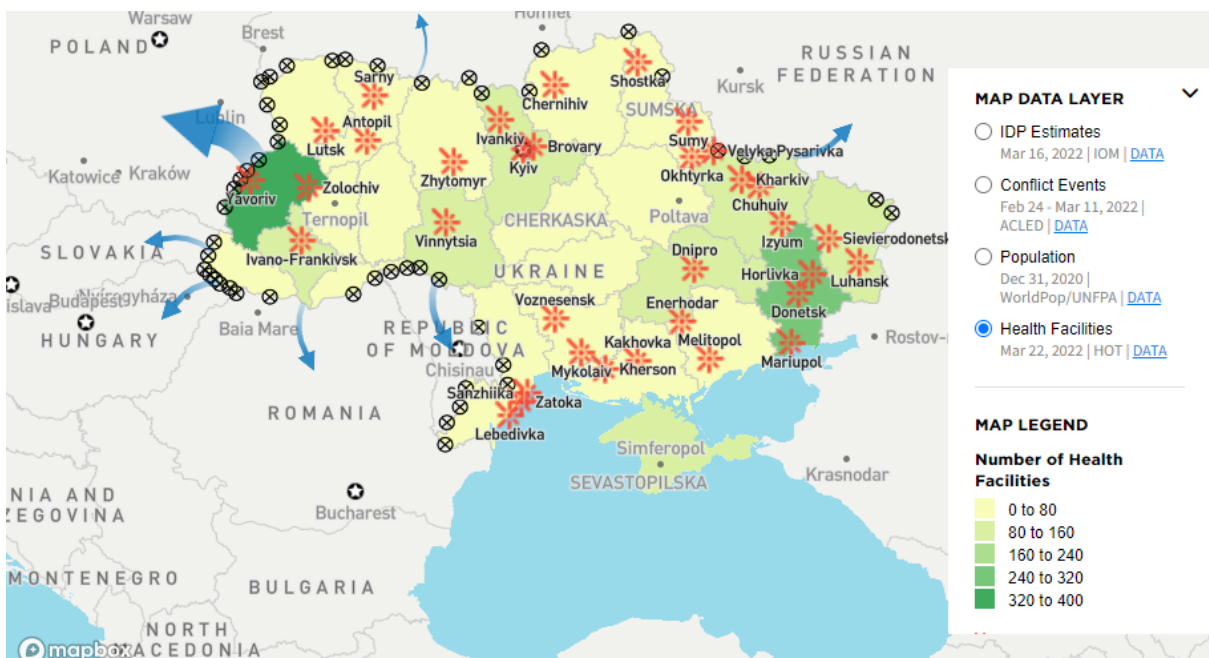 Warsaw
POLAND
Brest
Homiel
RUSSIAN
FEDERATION
Kursk
Sarny
Shostka
Chernihiv
SUMSKA
Lublin
Antopil
Lutsk
Ivankiv
Brovary
Kyiv
Sumy
Velyka Pysarivka
Okhtyrka
Kharkiv
Chuhuiv
Katowice
Kraków
Yavoriv
Zolochiv
Zhytomyr
Ternopil
CHERKASKA
Poltava
Vinnytsia
Izyum
Sievierodonetsk
SLOVAKIA
Ivano-Frankivsk
Dnipro
UKRAINE
Horlivka
Luhansk
Donetsk
islava
Budapest
Nyíregyháza
HUNGARY
Baia Mare
Voznesensk
Enerhodar
REPUBLIC
OF MOLDOVA
Chisinau
Kakhovka
Melitopol
Mariupol
Rostov-
Mykolaiv
Kherson
Sanzhiika
Zatoka
Lebedivka
ROMANIA
Simferopol
SEVASTOPILSKA
Krasnodar
Bucharest
NIA AND
ZEGOVINA
MONTENEGRO
BULGARIA
NORTH
MACEDONIA
mapbox
MAP DATA LAYER
IDP Estimates
Mar 16, 2022 | IOM | DATA
Conflict Events
Feb 24 - Mar 11, 2022 |
ACLED | DATA
Population
Dec 31, 2020 |
WorldPop/UNFPA | DATA
Health Facilities
Mar 22, 2022 | HOT | DATA
MAP LEGEND
Number of Health
Facilities
0 to 80
80 to 160
160 to 240
240 to 320
320 to 400